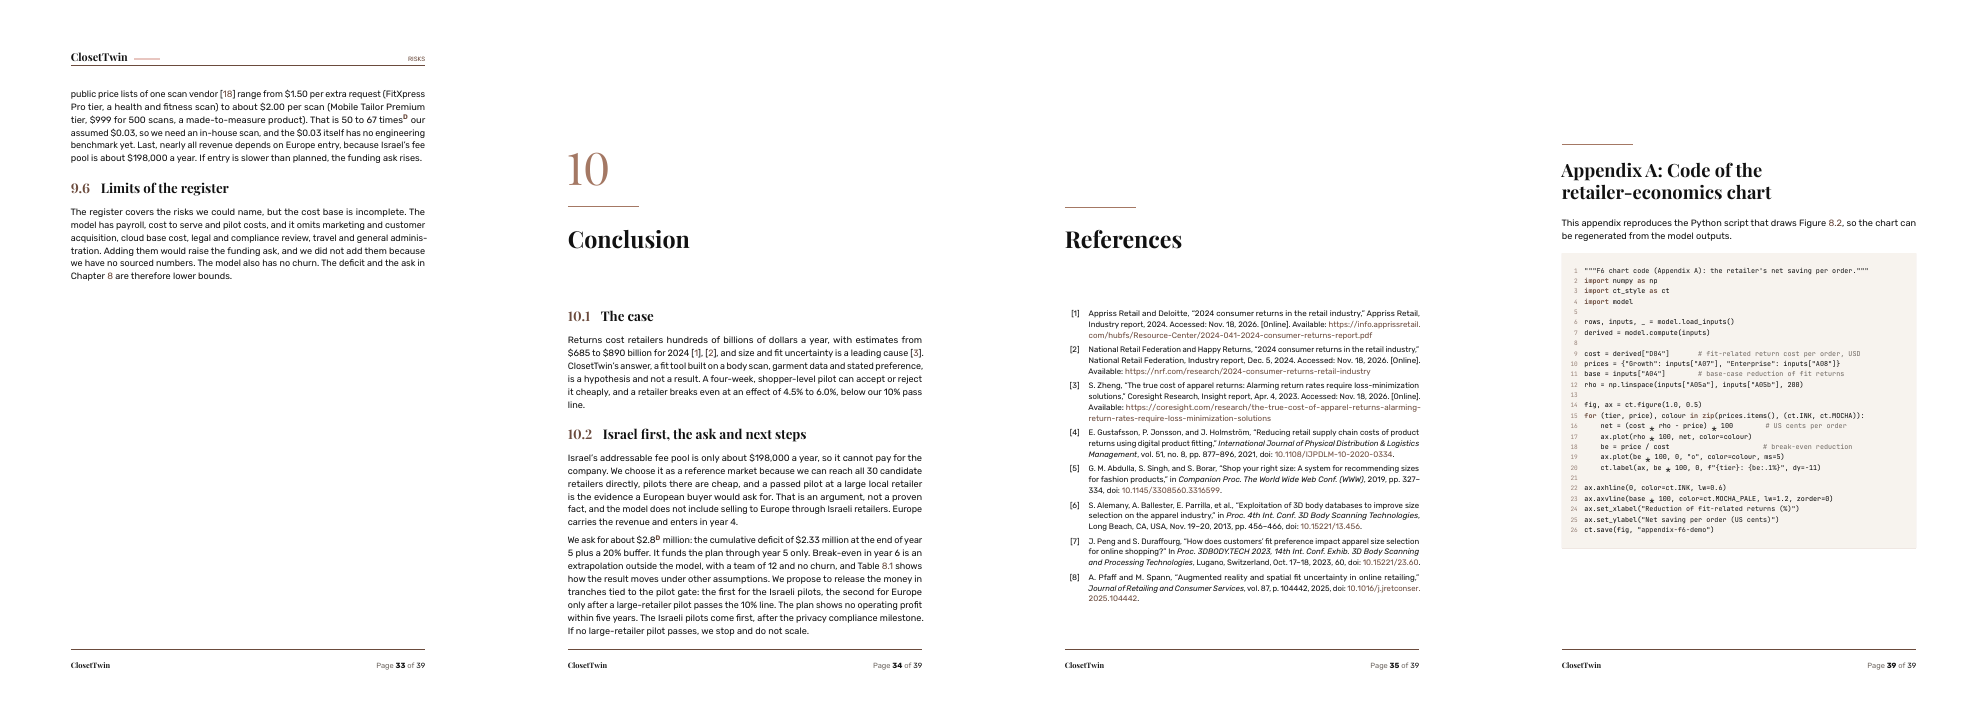 ClosetTwin
RISKS
public price lists of one scan vendor [18] range from $1.50 per extra request (FitXpress
Pro tier, a health and fitness scan) to about $2.00 per scan (Mobile Tailor Premium
tier, $999 for 500 scans, a made-to-measure product). That is 50 to 67 timesD our
assumed $0.03, so we need an in-house scan, and the $0.03 itself has no engineering
benchmark yet. Last, nearly all revenue depends on Europe entry, because Israel's fee
pool is about $198,000 a year. If entry is slower than planned, the funding ask rises.
9.6 Limits of the register
The register covers the risks we could name, but the cost base is incomplete. The
model has payroll, cost to serve and pilot costs, and it omits marketing and customer
acquisition, cloud base cost, legal and compliance review, travel and general adminis-
tration. Adding them would raise the funding ask, and we did not add them because
we have no sourced numbers. The model also has no churn. The deficit and the ask in
Chapter 8 are therefore lower bounds.
ClosetTwin
Page 33 of 39
10
Conclusion
10.1 The case
Returns cost retailers hundreds of billions of dollars a year, with estimates from
$685 to $890 billion for 2024 [1], [2], and size and fit uncertainty is a leading cause [3].
ClosetTwin's answer, a fit tool built on a body scan, garment data and stated preference,
is a hypothesis and not a result. A four-week, shopper-level pilot can accept or reject
it cheaply, and a retailer breaks even at an effect of 4.5% to 6.0%, below our 10% pass
line.
10.2 Israel first, the ask and next steps
Israel's addressable fee pool is only about $198,000 a year, so it cannot pay for the
company. We choose it as a reference market because we can reach all 30 candidate
retailers directly, pilots there are cheap, and a passed pilot at a large local retailer
is the evidence a European buyer would ask for. That is an argument, not a proven
fact, and the model does not include selling to Europe through Israeli retailers. Europe
carries the revenue and enters in year 4.
We ask for about $2.8D million: the cumulative deficit of $2.33 million at the end of year
5 plus a 20% buffer. It funds the plan through year 5 only. Break-even in year 6 is an
extrapolation outside the model, with a team of 12 and no churn, and Table 8.1 shows
how the result moves under other assumptions. We propose to release the money in
tranches tied to the pilot gate: the first for the Israeli pilots, the second for Europe
only after a large-retailer pilot passes the 10% line. The plan shows no operating profit
within five years. The Israeli pilots come first, after the privacy compliance milestone.
If no large-retailer pilot passes, we stop and do not scale.
ClosetTwin
Page 34 of 39
References
[1] Appriss Retail and Deloitte, "2024 consumer returns in the retail industry," Appriss Retail,
Industry report, 2024. Accessed: Nov. 18, 2026. [Online]. Available: https://info.apprissretail.
com/hubfs/Resource-Center/2024-041-2024-consumer-returns-report.pdf
[2] National Retail Federation and Happy Returns, "2024 consumer returns in the retail industry,"
National Retail Federation, Industry report, Dec. 5, 2024. Accessed: Nov. 18, 2026. [Online].
Available: https://nrf.com/research/2024-consumer-returns-retail-industry
[3] S. Zheng, "The true cost of apparel returns: Alarming return rates require loss-minimization
solutions," Coresight Research, Insight report, Apr. 4, 2023. Accessed: Nov. 18, 2026. [Online].
Available: https://coresight.com/research/the-true-cost-of-apparel-returns-alarming-
return-rates-require-loss-minimization-solutions
[4] E. Gustafsson, P. Jonsson, and J. Holmström, "Reducing retail supply chain costs of product
returns using digital product fitting," International Journal of Physical Distribution & Logistics
Management, vol. 51, no. 8, pp. 877–896, 2021, doi: 10.1108/IJPDLM-10-2020-0334.
[5] G. M. Abdulla, S. Singh, and S. Borar, "Shop your right size: A system for recommending sizes
for fashion products," in Companion Proc. The World Wide Web Conf. (WWW), 2019, pp. 327–
334, doi: 10.1145/3308560.3316599.
[6] S. Alemany, A. Ballester, E. Parrilla, et al., "Exploitation of 3D body databases to improve size
selection on the apparel industry," in Proc. 4th Int. Conf. 3D Body Scanning Technologies,
Long Beach, CA, USA, Nov. 19–20, 2013, pp. 456–466, doi: 10.15221/13.456.
[7] J. Peng and S. Duraffourg, "How does customers' fit preference impact apparel size selection
for online shopping?" In Proc. 3DBODY.TECH 2023, 14th Int. Conf. Exhib. 3D Body Scanning
and Processing Technologies, Lugano, Switzerland, Oct. 17–18, 2023, 60, doi: 10.15221/23.60.
[8] A. Pfaff and M. Spann, "Augmented reality and spatial fit uncertainty in online retailing,"
Journal of Retailing and Consumer Services, vol. 87, p. 104442, 2025, doi: 10.1016/j.jretconser.
2025.104442.
ClosetTwin
Page 35 of 39
Appendix A: Code of the
retailer-economics chart
This appendix reproduces the Python script that draws Figure 8.2, so the chart can
be regenerated from the model outputs.
1 """F6 chart code (Appendix A): the retailer's net saving per order."""
2 import numpy as np
3 import ct_style as ct
4 import model
5
6 rows, inputs, _ = model.load_inputs()
7 derived = model.compute(inputs)
8
9 cost = derived["D04"] # fit-related return cost per order, USD
10 prices = {"Growth": inputs["A07"], "Enterprise": inputs["A08"]}
11 base = inputs["A04"] # base-case reduction of fit returns
12 rho = np.linspace(inputs["A05a"], inputs["A05b"], 200)
13
14 fig, ax = ct.figure(1.0, 0.5)
15 for (tier, price), colour in zip(prices.items(), (ct.INK, ct.MOCHA)):
16 net = (cost * rho - price) * 100 # US cents per order
17 ax.plot(rho * 100, net, color=colour)
18 be = price / cost # break-even reduction
19 ax.plot(be * 100, 0, "o", color=colour, ms=5)
20 ct.label(ax, be * 100, 0, f"{tier}: {be:.1%}", dy=-11)
21
22 ax.axhline(0, color=ct.INK, lw=0.6)
23 ax.axvline(base * 100, color=ct.MOCHA_PALE, lw=1.2, zorder=0)
24 ax.set_xlabel("Reduction of fit-related returns (%)")
25 ax.set_ylabel("Net saving per order (US cents)")
26 ct.save(fig, "appendix-f6-demo")
ClosetTwin
Page 39 of 39